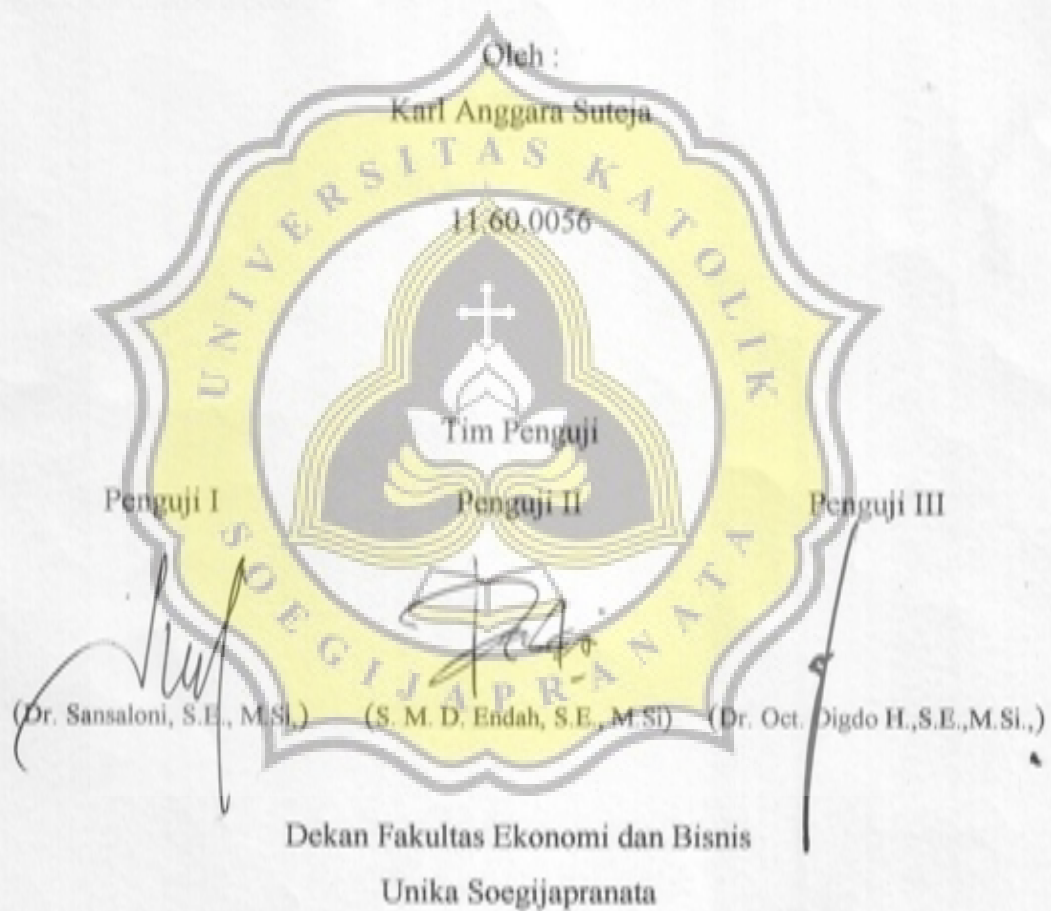 Oleh :
Karl Anggara Suteja
UNIVERSITAS KATOLIK
11.60.0056
Tim Penguji
Penguji I Penguji II Penguji III
SOEGIJAPRANATA
(Dr. Sansaloni, S.E., M.Si,) (S. M. D. Endah, S.E., M.Si) (Dr. Oct. Digdo H.,S.E.,M.Si.,)
Dekan Fakultas Ekonomi dan Bisnis
Unika Soegijapranata